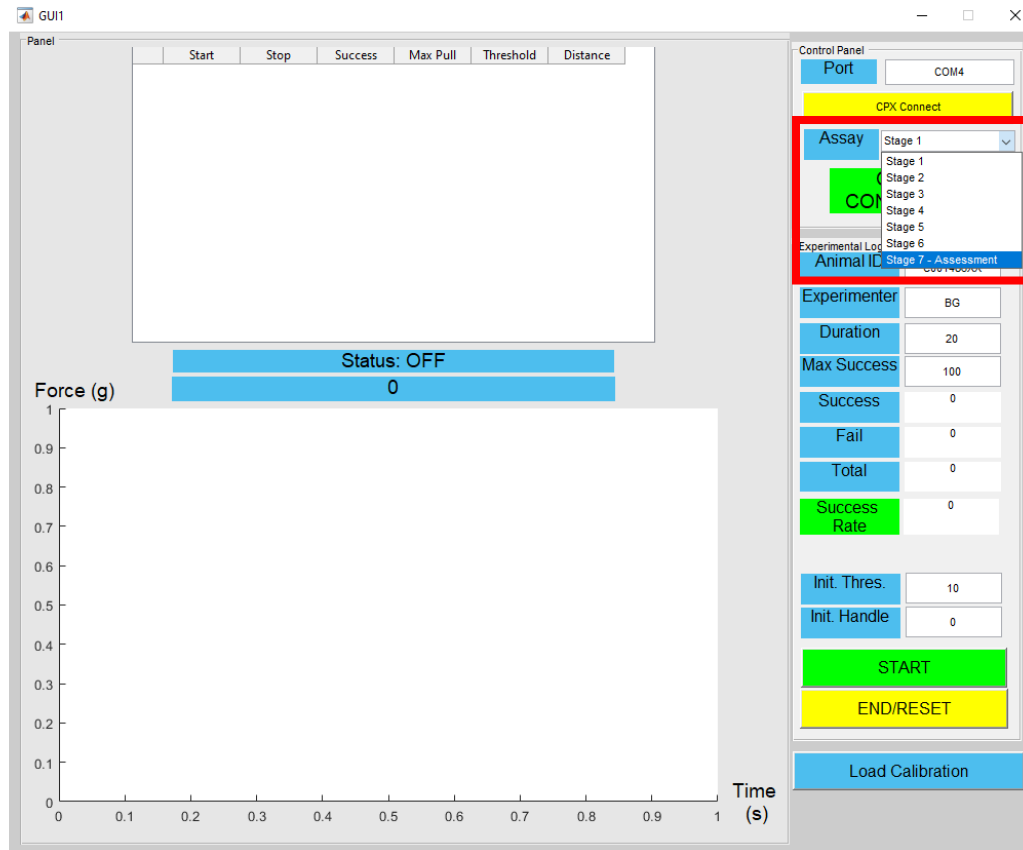 GUI1
Panel
Start Stop Success Max Pull Threshold Distance
Status: OFF
0
Force (g)
1
0.9
0.8
0.7
0.6
0.5
0.4
0.3
0.2
0.1
0
0 0.1 0.2 0.3 0.4 0.5 0.6 0.7 0.8 0.9 1
Time
(s)
Control Panel
Port COM4
CPX Connect
Assay Stage 1
Stage 1
Stage 2
Stage 3
Stage 4
Stage 5
Stage 6
Stage 7 - Assessment
Experimental Log
Animal ID
Experimenter BG
Duration 20
Max Success 100
Success 0
Fail 0
Total 0
Success
Rate
0
Init. Thres. 10
Init. Handle 0
START
END/RESET
Load Calibration